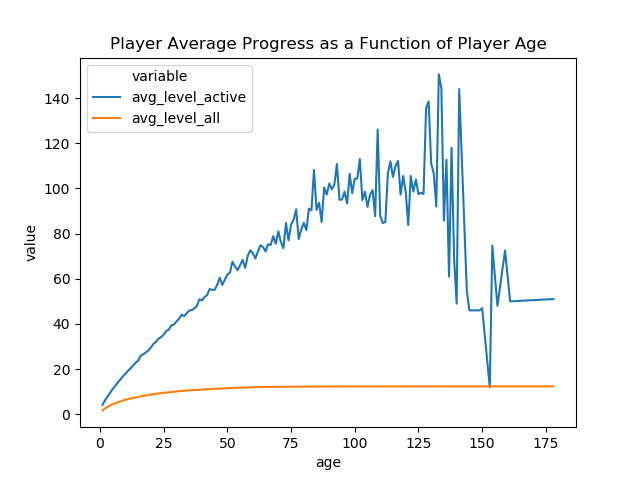 Player Average Progress as a Function of Player Age
variable
avg_level_active
avg_level_all
value
140
120
100
80
60
40
20
0
0 25 50 75 100 125 150 175
age